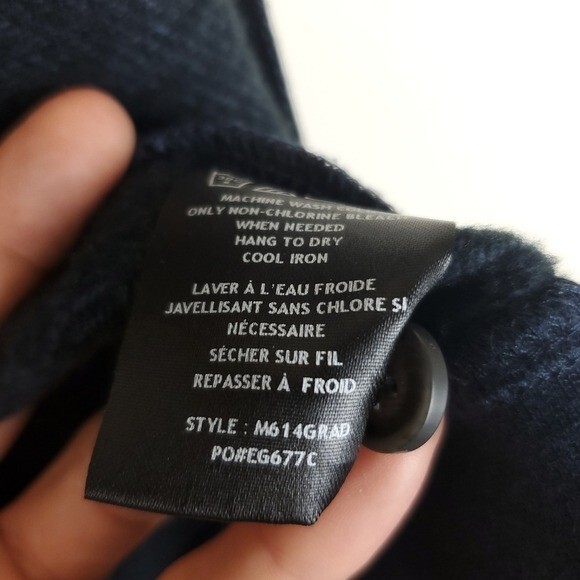 MACHINE WASH
ONLY NON-CHLORINE BLEACH
WHEN NEEDED
HANG TO DRY
COOL IRON
LAVER À L'EAU FROIDE
JAVELLISANT SANS CHLORE SI
NÉCESSAIRE
SÉCHER SUR FIL
REPASSER À FROID
STYLE : M614GRAD
PO#EG677C